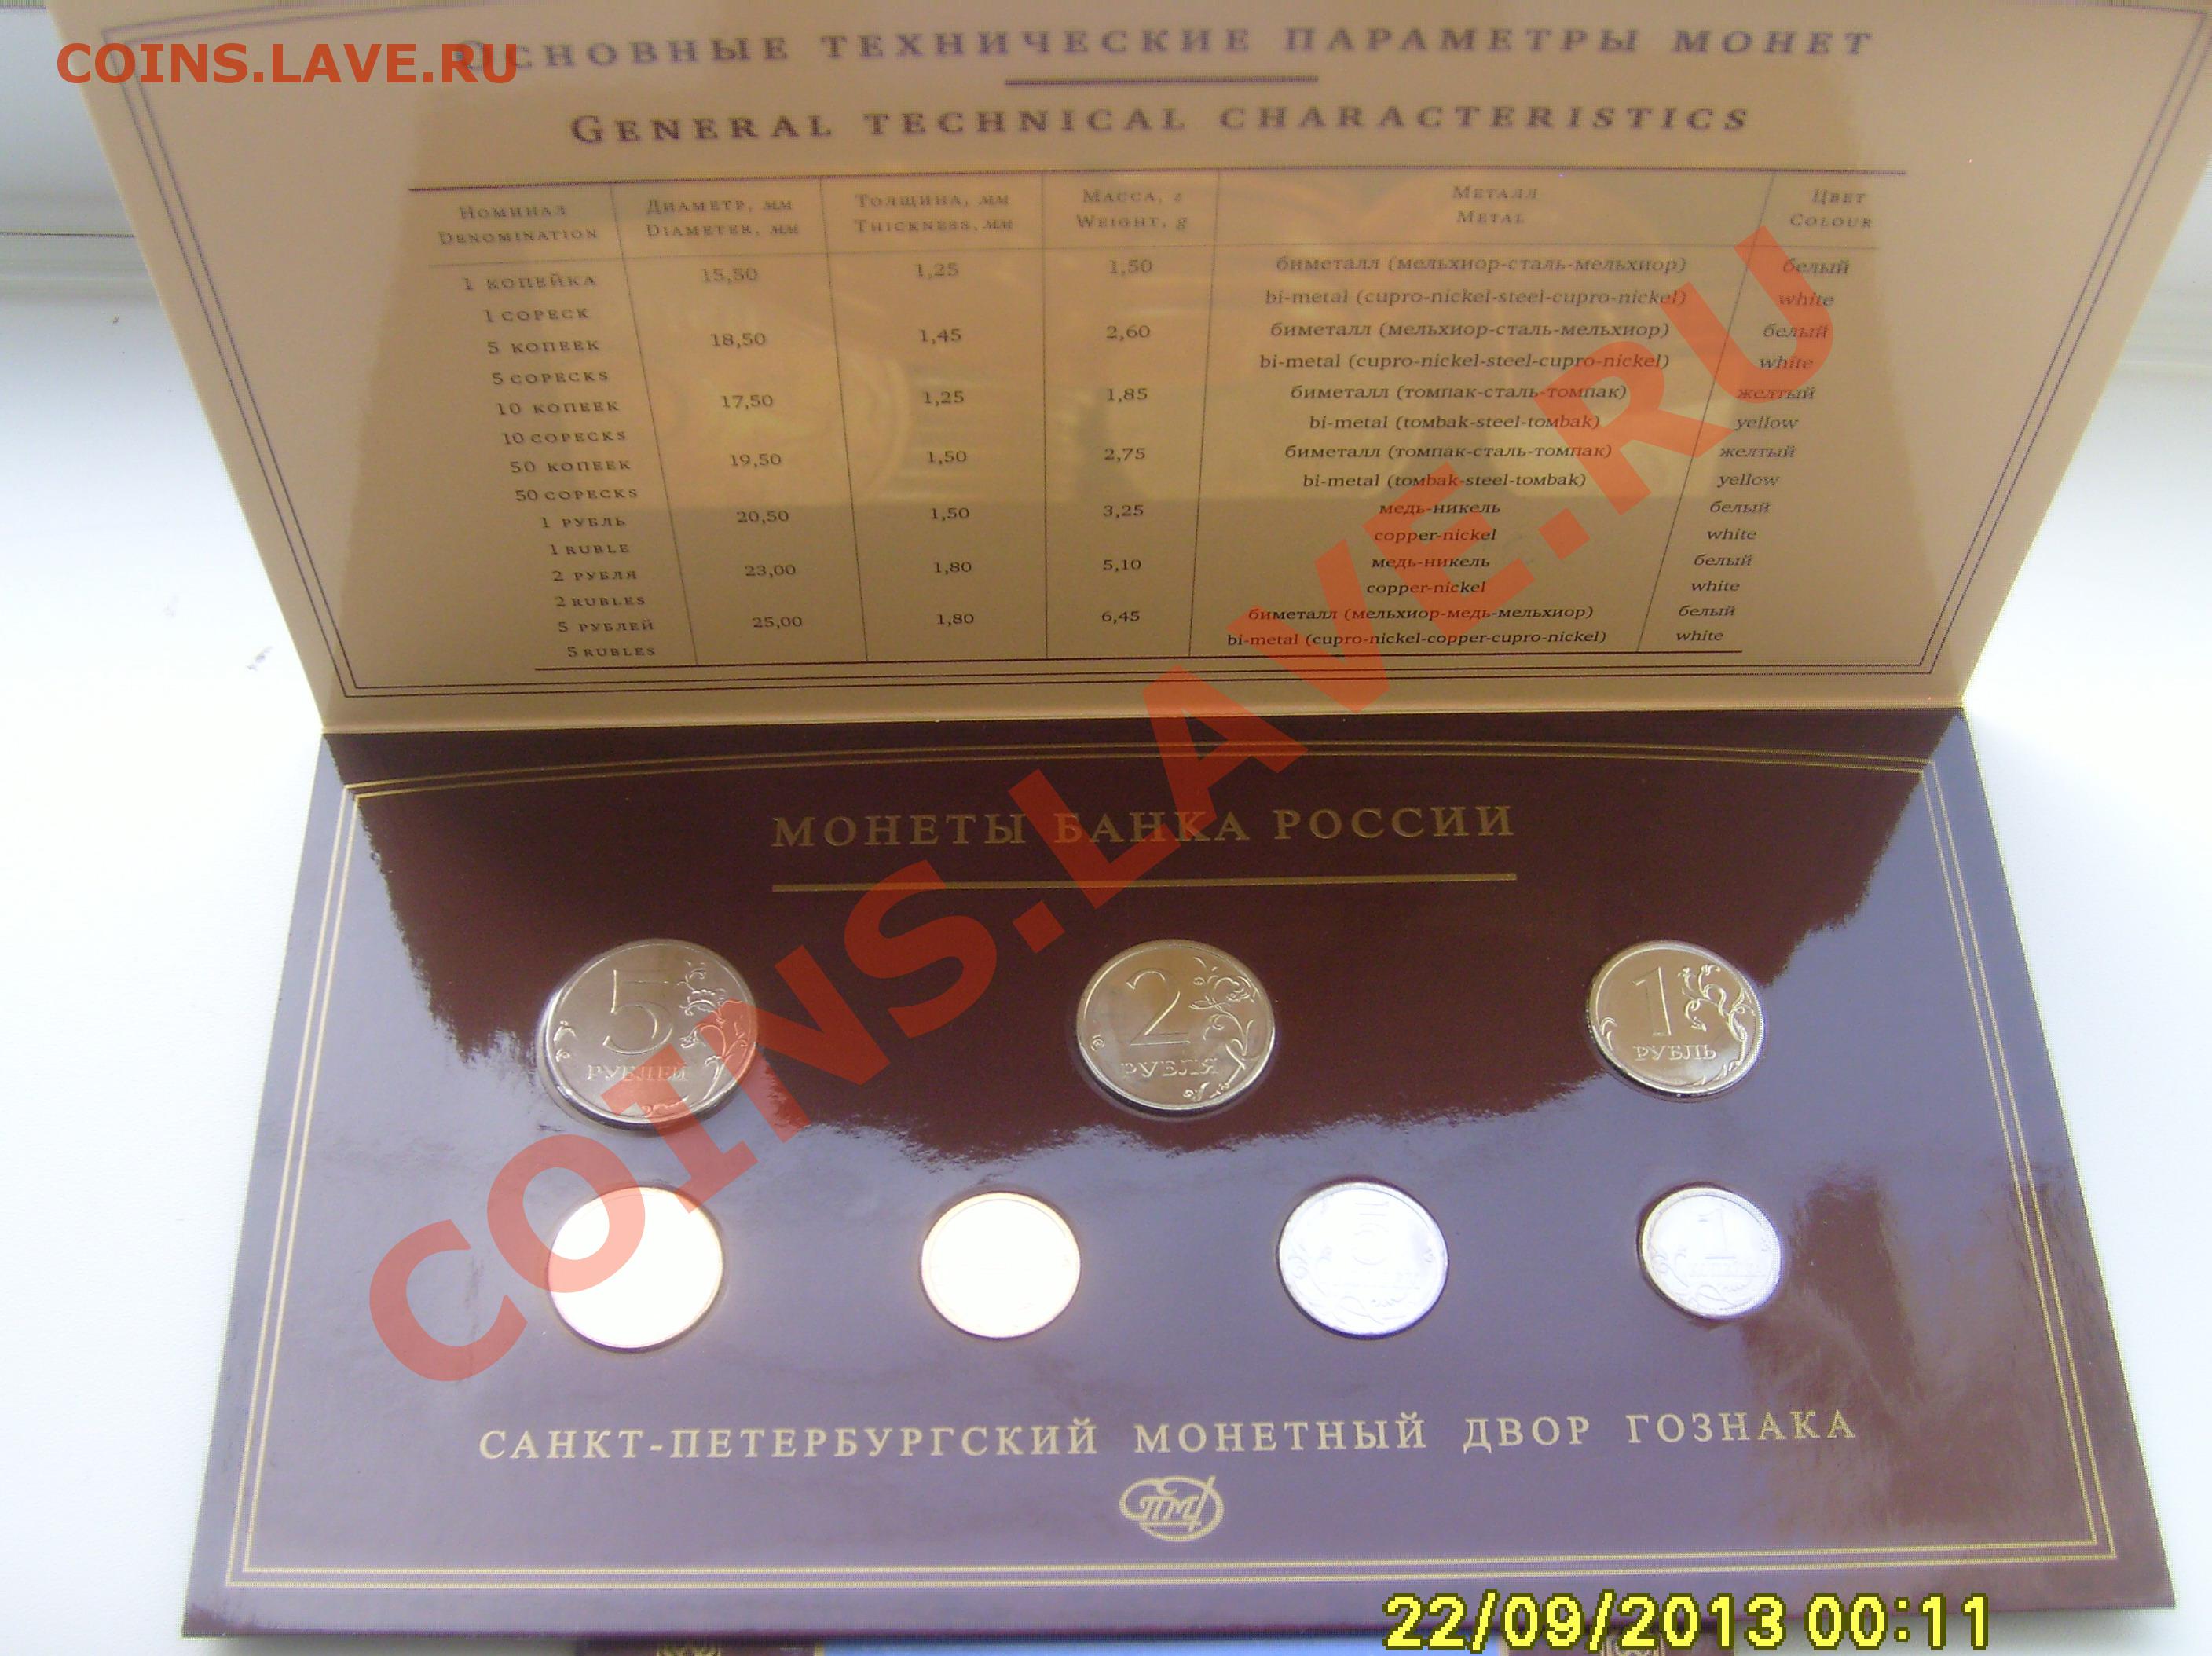 COINS.LAVE.RU
Основные технические параметры монет
General technical characteristics
Номинал Диаметр, мм Толщина, мм Масса, г Металл Цвет
Denomination Diameter, мм Thickness, мм Weight, g Metal Colour
1 копейка 15,50 1,25 1,50 биметалл (мельхиор-сталь-мельхиор) белый
1 copeck bi-metal (cupro-nickel-steel-cupro-nickel) white
5 копеек 18,50 1,45 2,60 биметалл (мельхиор-сталь-мельхиор) белый
5 copecks bi-metal (cupro-nickel-steel-cupro-nickel) white
10 копеек 17,50 1,25 1,85 биметалл (томпак-сталь-томпак) желтый
10 copecks bi-metal (tомbak-steel-tомbak) yellow
50 копеек 19,50 1,50 2,75 биметалл (томпак-сталь-томпак) желтый
50 copecks bi-metal (tомbak-steel-tомbak) yellow
1 рубль 20,50 1,50 3,25 медь-никель белый
1 ruble copper-nickel white
2 рубля 23,00 1,80 5,10 медь-никель белый
2 rubles copper-nickel white
5 рублей 25,00 1,80 6,45 биметалл (мельхиор-медь-мельхиор) белый
5 rubles bi-metal (cupro-nickel-copper-cupro-nickel) white
COINS.LAVE.RU
МОНЕТЫ БАНКА РОССИИ
5 РУБЛЕЙ
2 РУБЛЯ
1 РУБЛЬ
5
1
САНКТ-ПЕТЕРБУРГСКИЙ МОНЕТНЫЙ ДВОР ГОЗНАКА
СПМД
22/09/2013 00:11